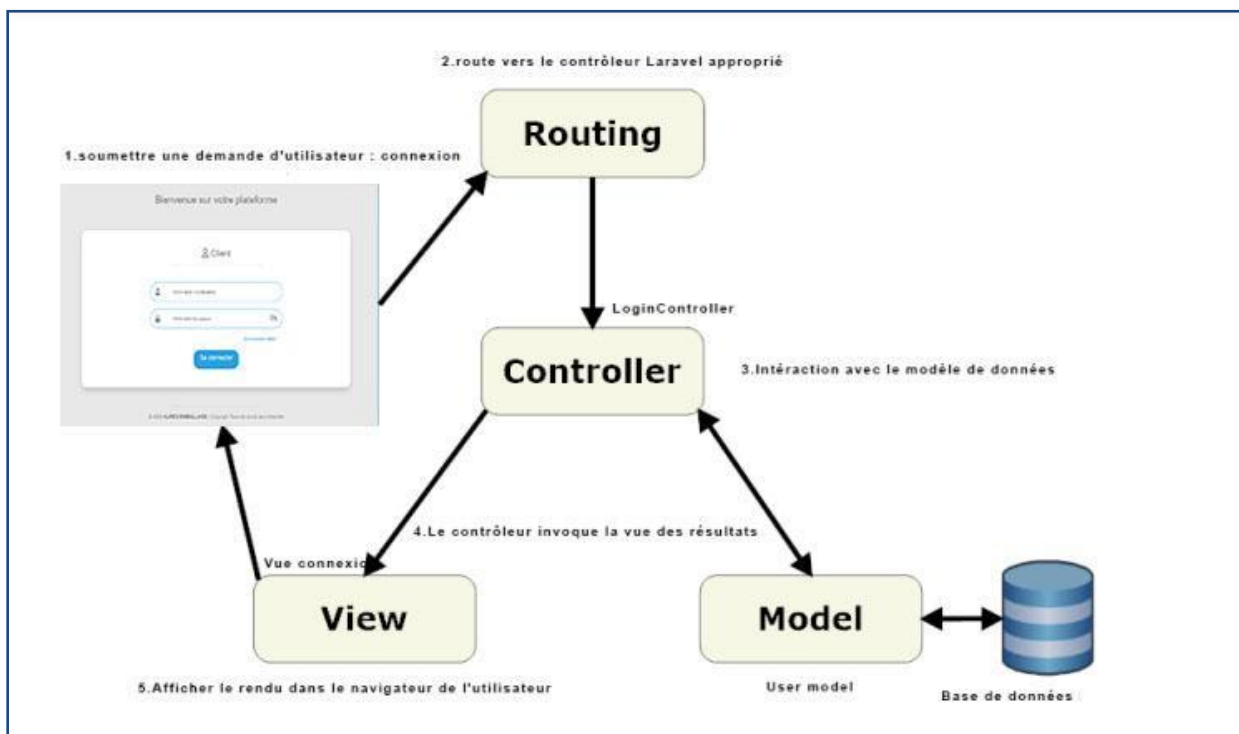 2.route vers le contrôleur Laravel approprié
Routing
1.soumettre une demande d'utilisateur : connexion
Bienvenue sur votre plateforme
Client
LoginController
Controller
3.Intéraction avec le modèle de données
4.Le contrôleur invoque la vue des résultats
Vue connexio
View
Model
5.Afficher le rendu dans le navigateur de l'utilisateur
User model
Base de données